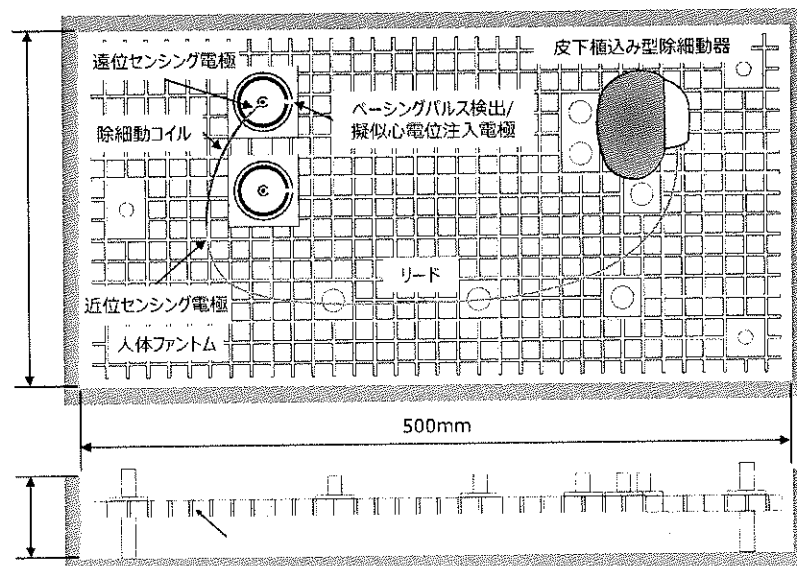 遠位センシング電極
皮下植込み型除細動器
ペーシングパルス検出/
擬似心電位注入電極
除細動コイル
リード
近位センシング電極
人体ファントム
500mm